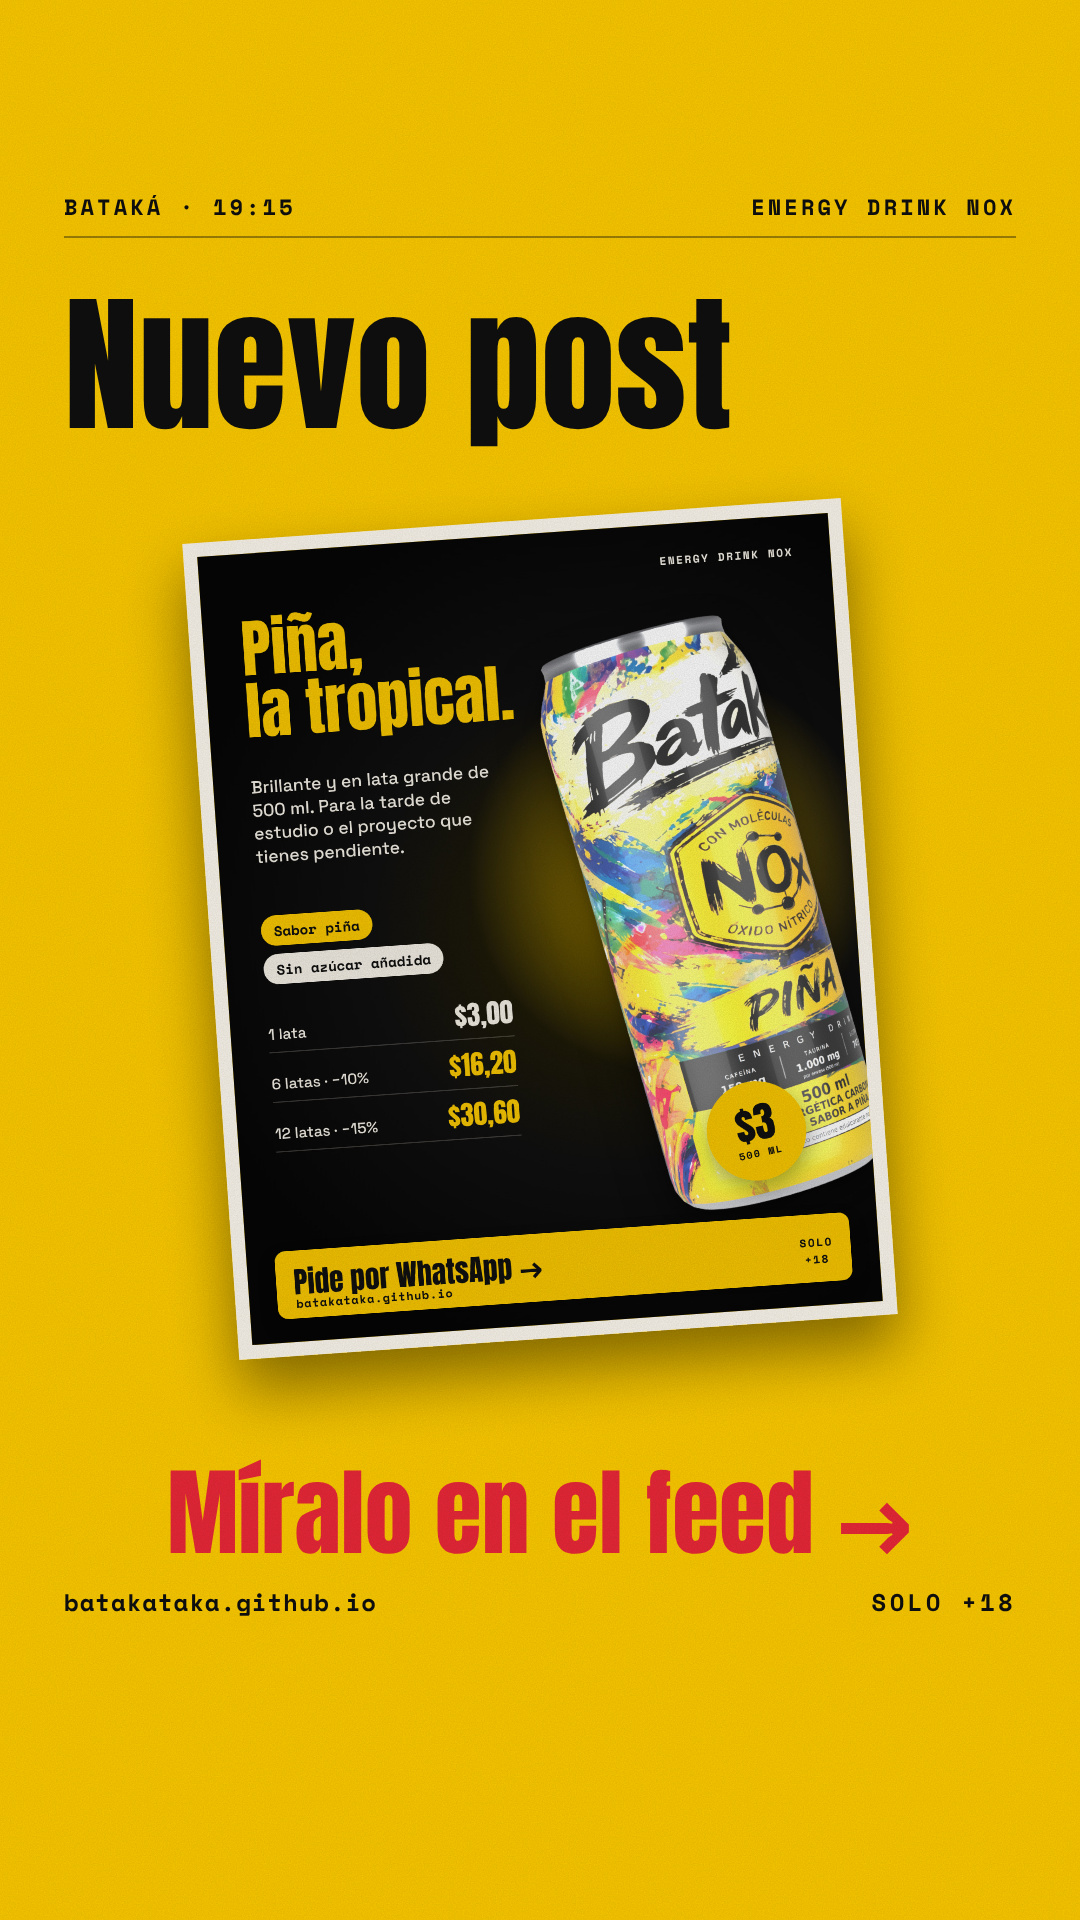 BATAKÁ · 19:15
ENERGY DRINK NOX
Nuevo post
ENERGY DRINK NOX
Piña,
la tropical.
Brillante y en lata grande de
500 ml. Para la tarde de
estudio o el proyecto que
tienes pendiente.
Sabor piña
Sin azúcar añadida
1 lata $3,00
6 latas · -10% $16,20
12 latas · -15% $30,60
CON MOLÉCULAS
NOx
ÓXIDO NÍTRICO
PIÑA
CAFEÍNA
TAURINA
1.000 mg
500 ml
SABOR A PIÑA
$3
500 ML
Pide por WhatsApp →
batakataka.github.io
SOLO
+18
Míralo en el feed →
batakataka.github.io
SOLO +18